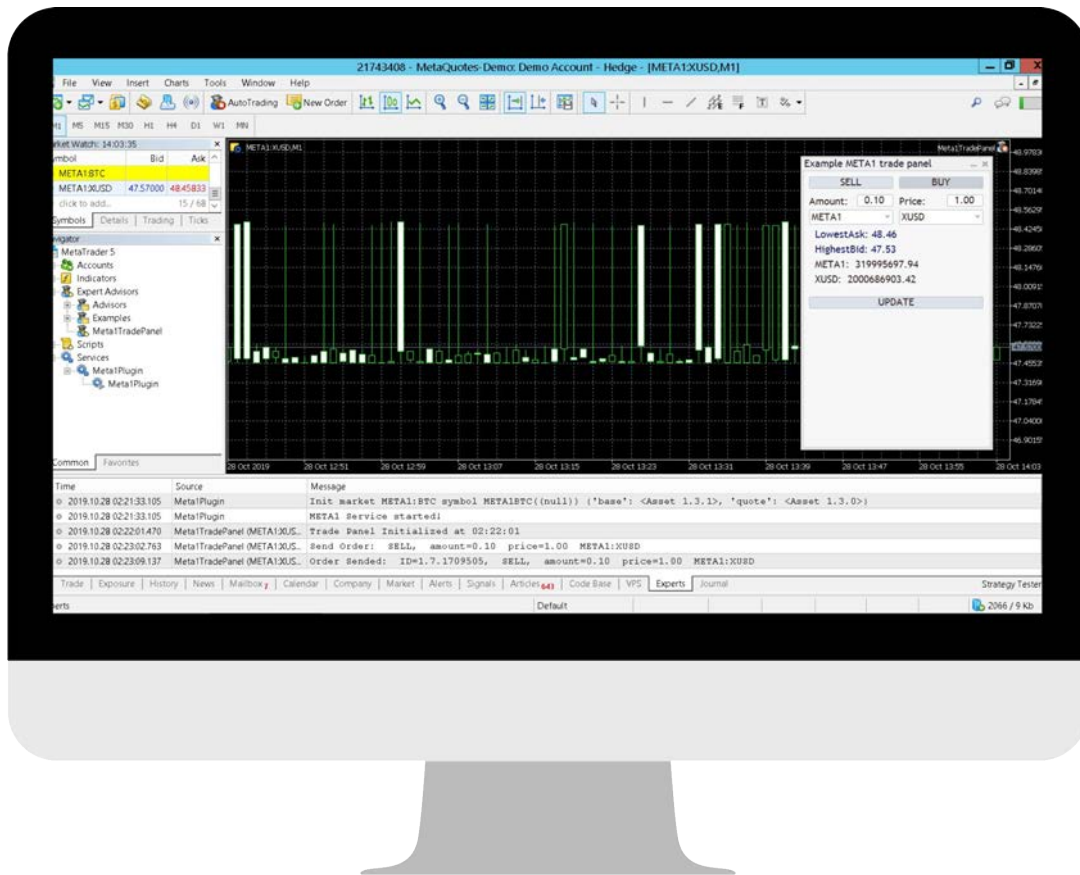 21743408 - MetaQuotes-Demo: Demo Account - Hedge - [META1:XUSD,M1]
File View Insert Charts Tools Window Help
AutoTrading New Order
M1 M5 M15 M30 H1 H4 D1 W1 MN
Market Watch: 14:03:35
Symbol Bid Ask
META1:BTC
META1:XUSD 47.57000 48.45833
click to add... 15 / 68
Symbols Details Trading Ticks
Navigator
MetaTrader 5
Accounts
Indicators
Expert Advisors
Advisors
Examples
Meta1TradePanel
Scripts
Services
Meta1Plugin
Meta1Plugin
Common Favorites
META1:XUSD,M1
Meta1TradePanel
Example META1 trade panel
SELL BUY
Amount: 0.10 Price: 1.00
META1 XUSD
LowestAsk: 48.46
HighestBid: 47.53
META1: 319995697.94
XUSD: 2000686903.42
UPDATE
28 Oct 2019 28 Oct 12:51 28 Oct 12:59 28 Oct 13:07 28 Oct 13:15 28 Oct 13:23 28 Oct 13:31 28 Oct 13:39 28 Oct 13:47 28 Oct 13:55 28 Oct 14:03
Time Source Message
2019.10.28 02:21:33.105 Meta1Plugin Init market META1:BTC symbol META1BTC((null)) {'base': <Asset 1.3.1>, 'quote': <Asset 1.3.0>}
2019.10.28 02:21:33.105 Meta1Plugin META1 Service started!
2019.10.28 02:22:01.470 Meta1TradePanel (META1:XUS... Trade Panel Initialized at 02:22:01
2019.10.28 02:23:02.763 Meta1TradePanel (META1:XUS... Send Order: SELL, amount=0.10 price=1.00 META1:XUSD
2019.10.28 02:23:09.137 Meta1TradePanel (META1:XUS... Order Sended: ID=1.7.1709505, SELL, amount=0.10 price=1.00 META1:XUSD
Trade Exposure History News Mailbox 7 Calendar Company Market Alerts Signals Articles 643 Code Base VPS Experts Journal Strategy Tester
Default 2066 / 9 Kb